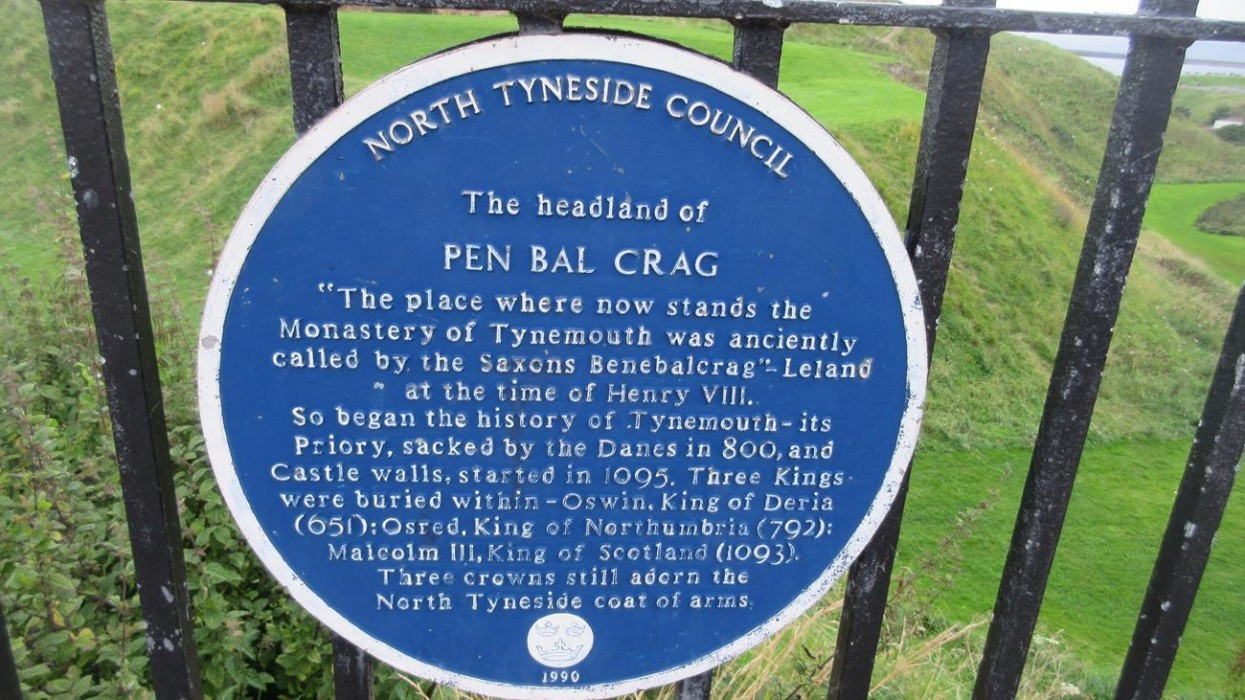 NORTH TYNESIDE COUNCIL
The headland of
PEN BAL CRAG
"The place where now stands the
Monastery of Tynemouth was anciently
called by the Saxons Benebalcrag"-Leland
at the time of Henry VIII.
So began the history of Tynemouth-its
Priory, sacked by the Danes in 800, and
Castle walls, started in 1095. Three Kings
were buried within-Oswin, King of Deria
(651); Osred, King of Northumbria (792);
Malcolm III, King of Scotland (1093).
Three crowns still adorn the
North Tyneside coat of arms.
1990